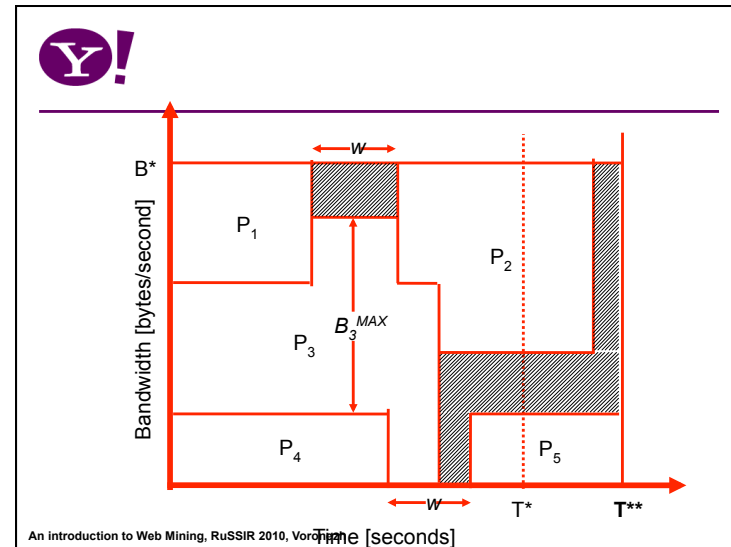 Y!
w
B*
P1
P2
B3MAX
P3
P4
P5
Bandwidth [bytes/second]
w
T*
T**
Time [seconds]
An introduction to Web Mining, RuSSIR 2010,